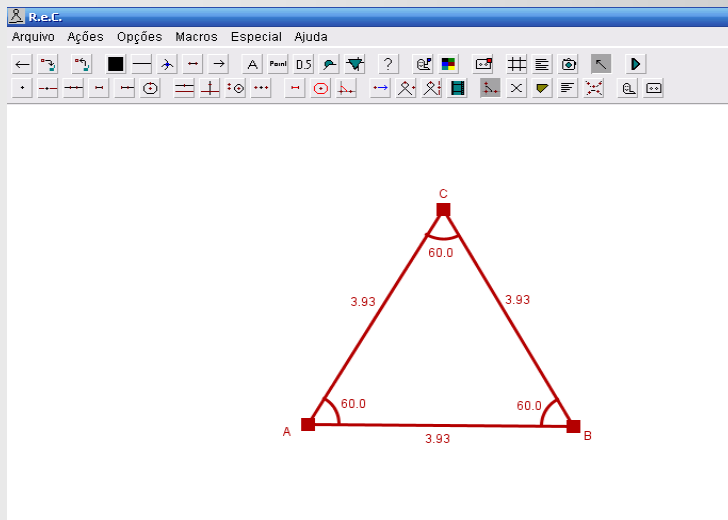 R.e.C.
Arquivo Ações Opções Macros Especial Ajuda
A Point D.5 ?
C
60.0
3.93 3.93
60.0 60.0
A B
3.93